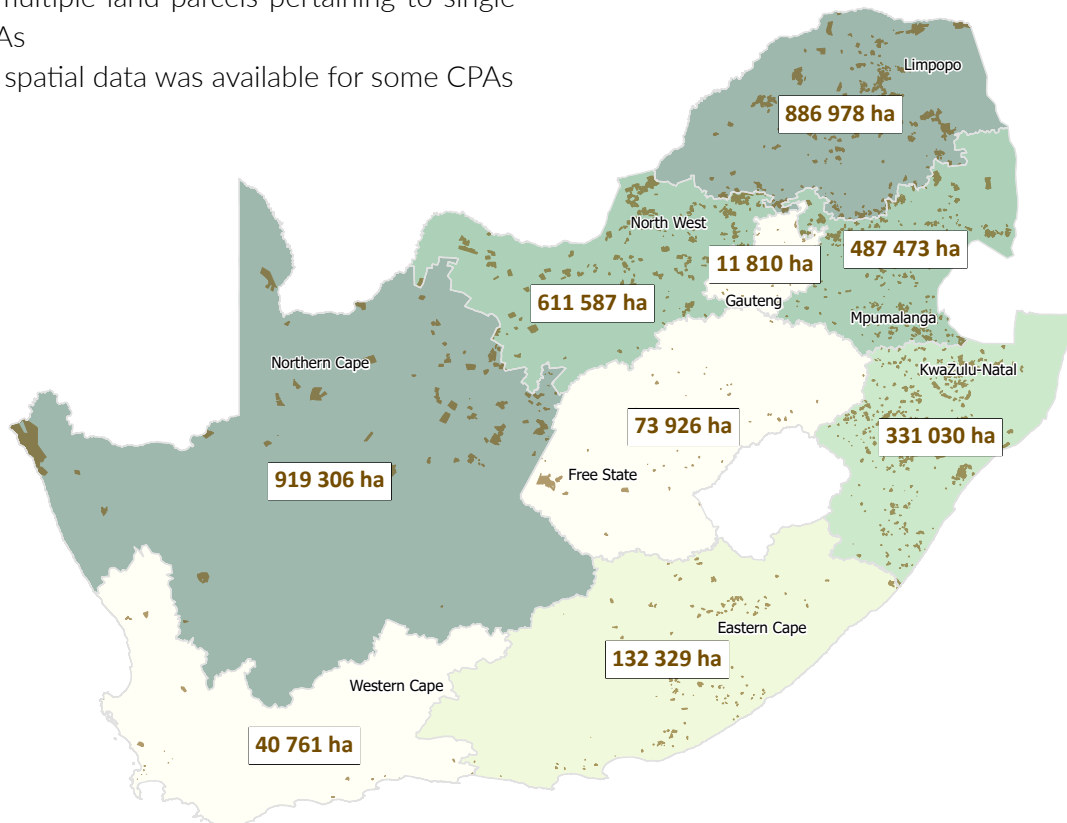 multiple land parcels pertaining to single
As
spatial data was available for some CPAs
Limpopo
886 978 ha
North West
487 473 ha
11 810 ha
611 587 ha
Gauteng
Mpumalanga
Northern Cape
KwaZulu-Natal
73 926 ha
331 030 ha
Free State
919 306 ha
Eastern Cape
132 329 ha
Western Cape
40 761 ha